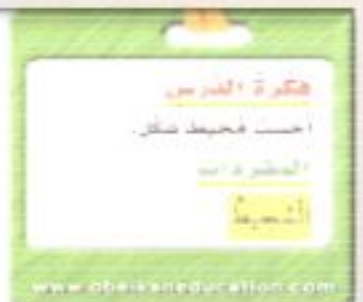 فكرة الدرس
أحسب محيط شكل.
المفردات
المحيط
www.obeikaneducation.com